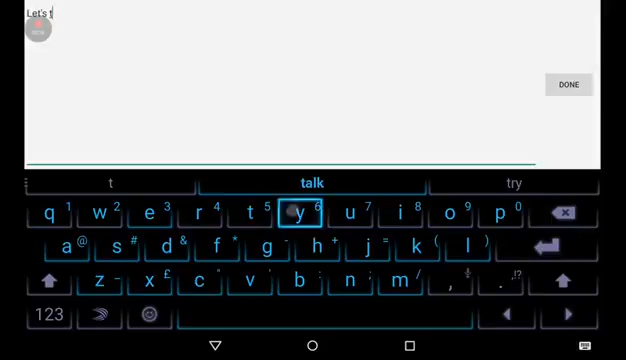 Let's t
DONE
t talk try
q 1 w 2 e 3 r 4 t 5 y 6 u 7 i 8 o 9 p 0
a @ s # d & f * g - h + j = k ( l )
z _ x £ c " v ' b : n ; m / , . ,!?
123